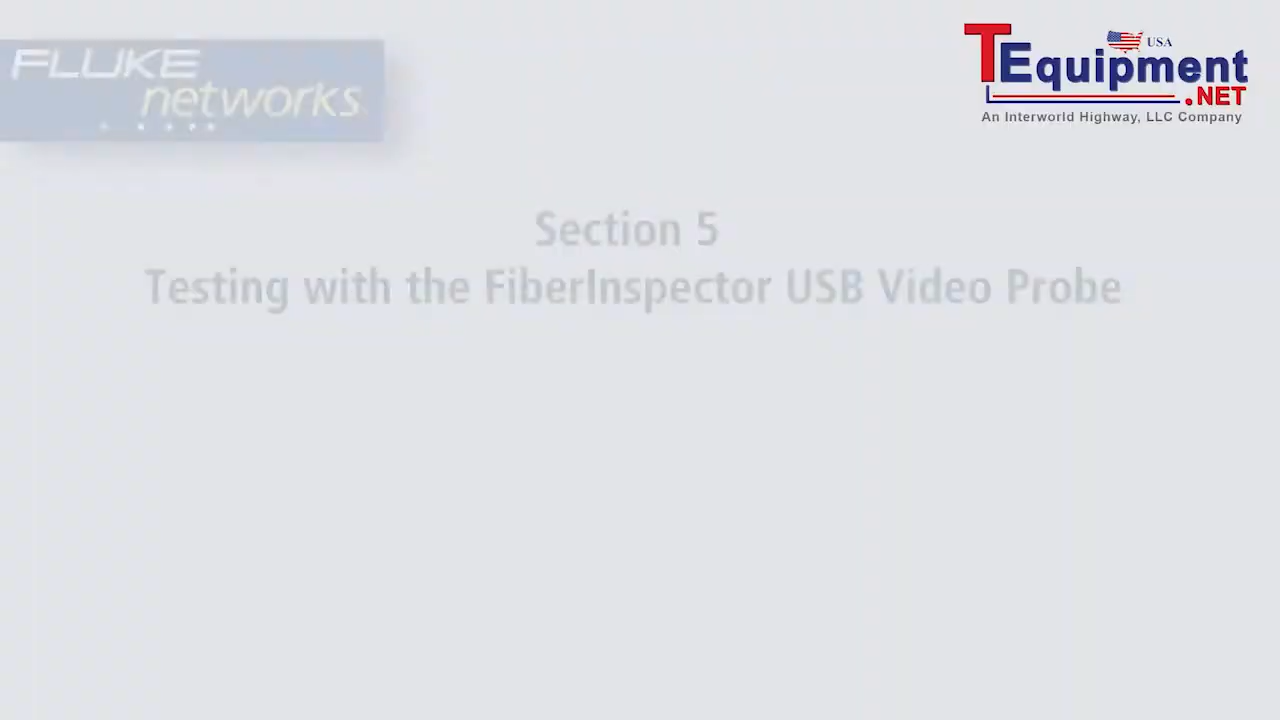 FLUKE
networks
TEquipment
USA
.NET
An Interworld Highway, LLC Company
Section 5
Testing with the FiberInspector USB Video Probe